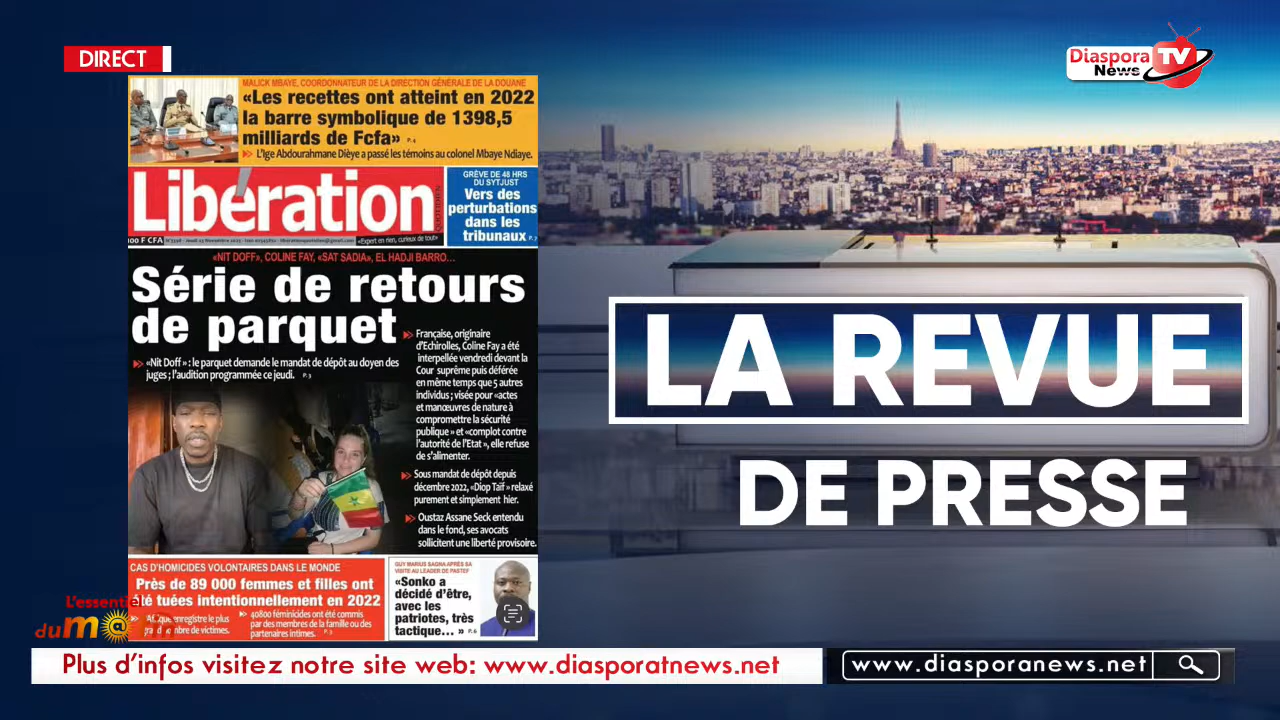 DIRECT
Diaspora
News
TV
MALICK MBAYE, COORDONNATEUR DE LA DIRECTION GÉNÉRALE DE LA DOUANE
«Les recettes ont atteint en 2022
la barre symbolique de 1398,5
milliards de Fcfa» P.4
L'Ige Abdourahmane Dièye a passé les témoins au colonel Mbaye Ndiaye.
Libération
QUOTIDIEN
«Expert en rien, curieux de tout»
GRÈVE DE 48 HRS
DU SYTJUST
Vers des
perturbations
dans les
tribunaux P.7
«NIT DOFF», COLINE FAY, «SAT SADIA», EL HADJI BARRO...
Série de retours
de parquet
«Nit Doff» : le parquet demande le mandat de dépôt au doyen des
juges ; l'audition programmée ce jeudi. P.3
Française, originaire
d'Echirolles, Coline Fay a été
interpellée vendredi devant la
Cour suprême puis déférée
en même temps que 5 autres
individus ; visée pour «actes
et manœuvres de nature à
compromettre la sécurité
publique » et «complot contre
l'autorité de l'Etat », elle refuse
de s'alimenter.
Sous mandat de dépôt depuis
décembre 2022, «Diop Taif» relaxé
purement et simplement hier.
Oustaz Assane Seck entendu
dans le fond, ses avocats
sollicitent une liberté provisoire.
CAS D'HOMICIDES VOLONTAIRES DANS LE MONDE
Près de 89 000 femmes et filles ont
été tuées intentionnellement en 2022
40800 féminicides ont été commis
par des membres de la famille ou des
partenaires intimes. P.3
GUY MARIUS SAGNA APRÈS SA
VISITE AU LEADER DE PASTEF
«Sonko a
décidé d'être,
avec les
patriotes, très
tactique... » P.6
L'essentiel
du m@tin
LA REVUE
DE PRESSE
Plus d'infos visitez notre site web: www.diasporatnews.net
www.diasporanews.net